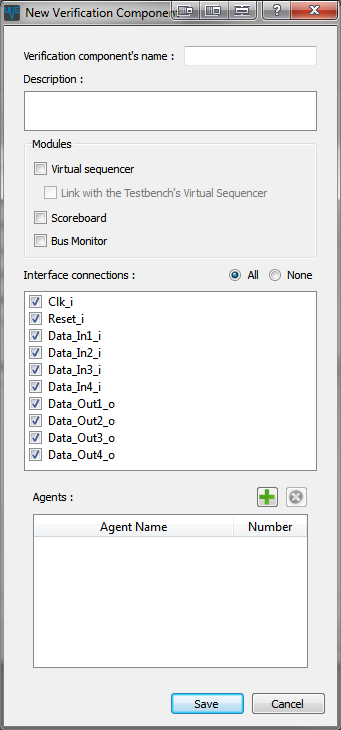 New Verification Component
?
Verification component's name :
Description :
Modules
Virtual sequencer
Link with the Testbench's Virtual Sequencer
Scoreboard
Bus Monitor
Interface connections : All None
Clk_i
Reset_i
Data_In1_i
Data_In2_i
Data_In3_i
Data_In4_i
Data_Out1_o
Data_Out2_o
Data_Out3_o
Data_Out4_o
Agents :
Agent Name Number
Save Cancel